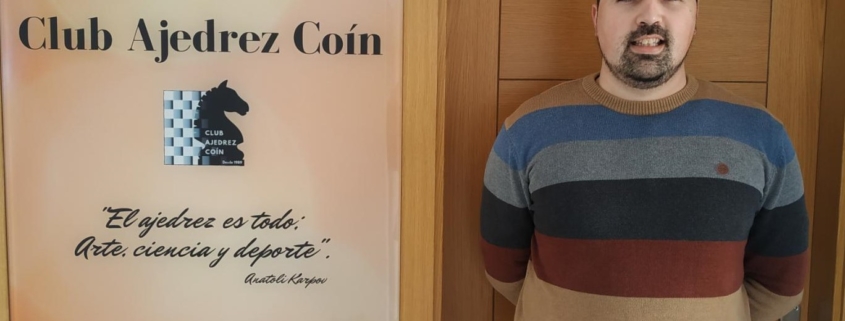 Club Ajedrez Coín
CLUB
AJEDREZ
COÍN
"El ajedrez es todo:
Arte, ciencia y deporte".
Anatoli Karpov